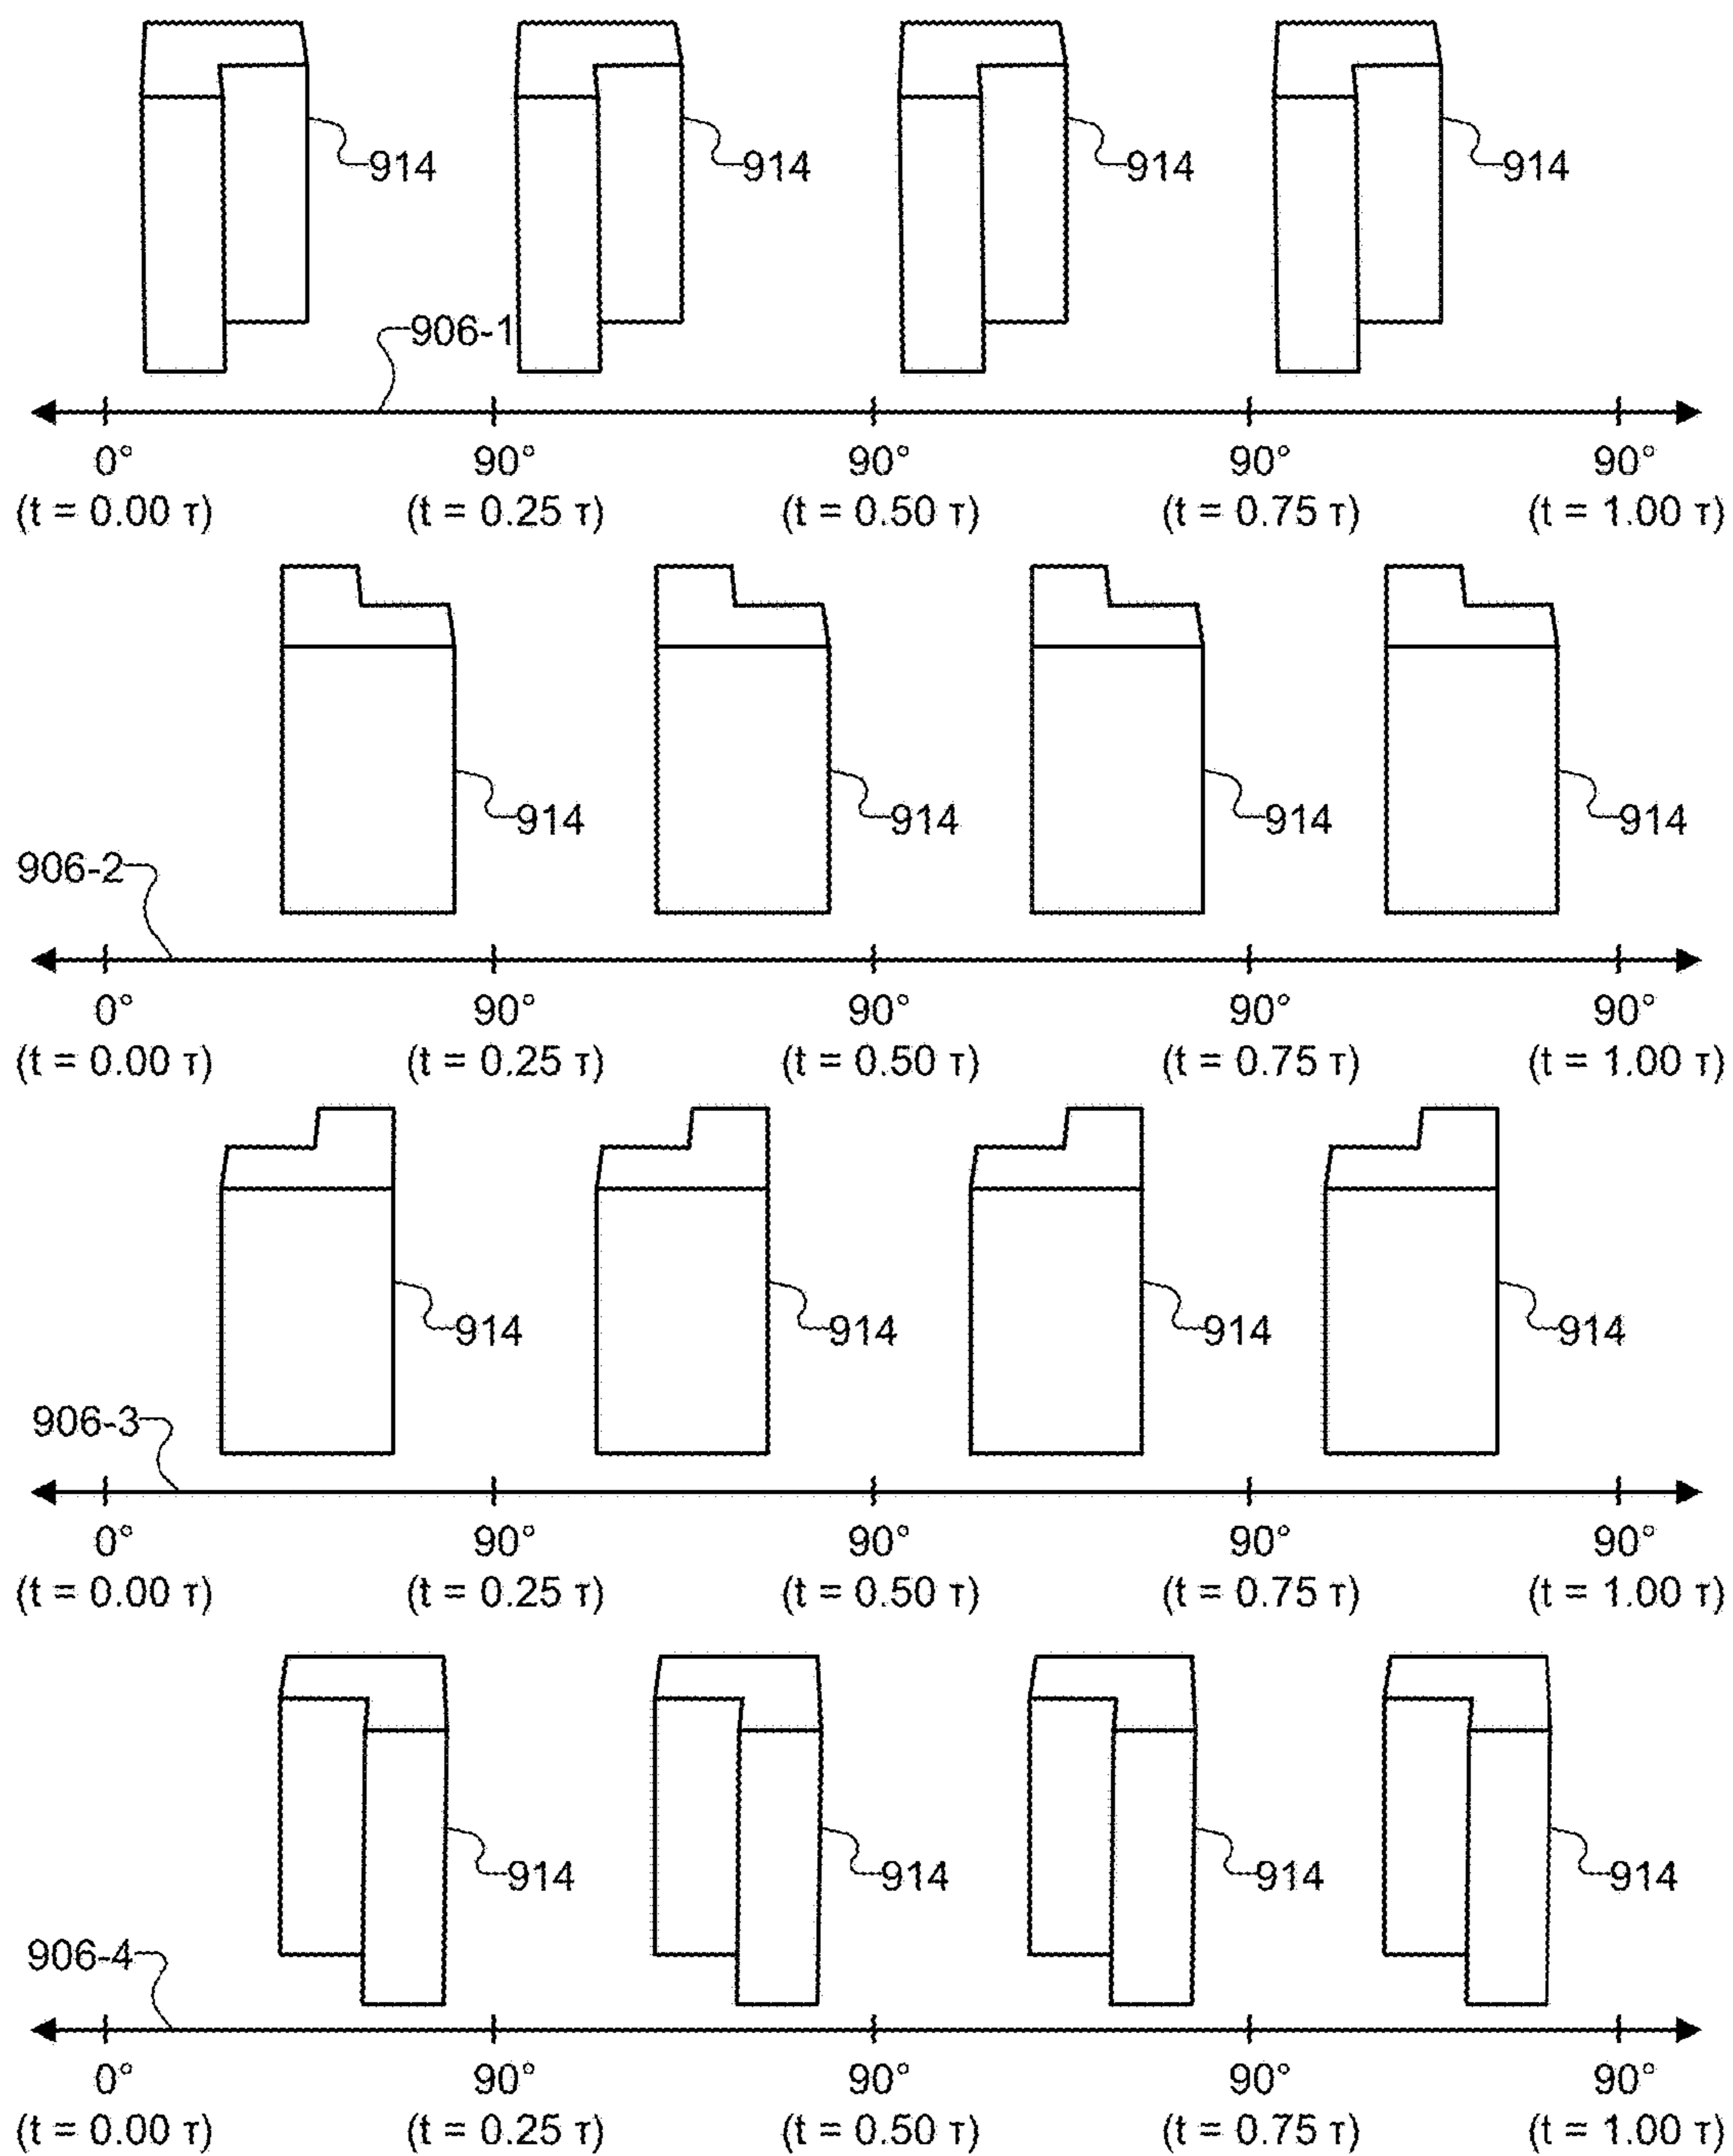 914 914 914 914
906-1
0° 90° 90° 90° 90°
(t = 0.00 τ) (t = 0.25 τ) (t = 0.50 τ) (t = 0.75 τ) (t = 1.00 τ)
914 914 914 914
906-2
0° 90° 90° 90° 90°
(t = 0.00 τ) (t = 0.25 τ) (t = 0.50 τ) (t = 0.75 τ) (t = 1.00 τ)
914 914 914 914
906-3
0° 90° 90° 90° 90°
(t = 0.00 τ) (t = 0.25 τ) (t = 0.50 τ) (t = 0.75 τ) (t = 1.00 τ)
914 914 914 914
906-4
0° 90° 90° 90° 90°
(t = 0.00 τ) (t = 0.25 τ) (t = 0.50 τ) (t = 0.75 τ) (t = 1.00 τ)